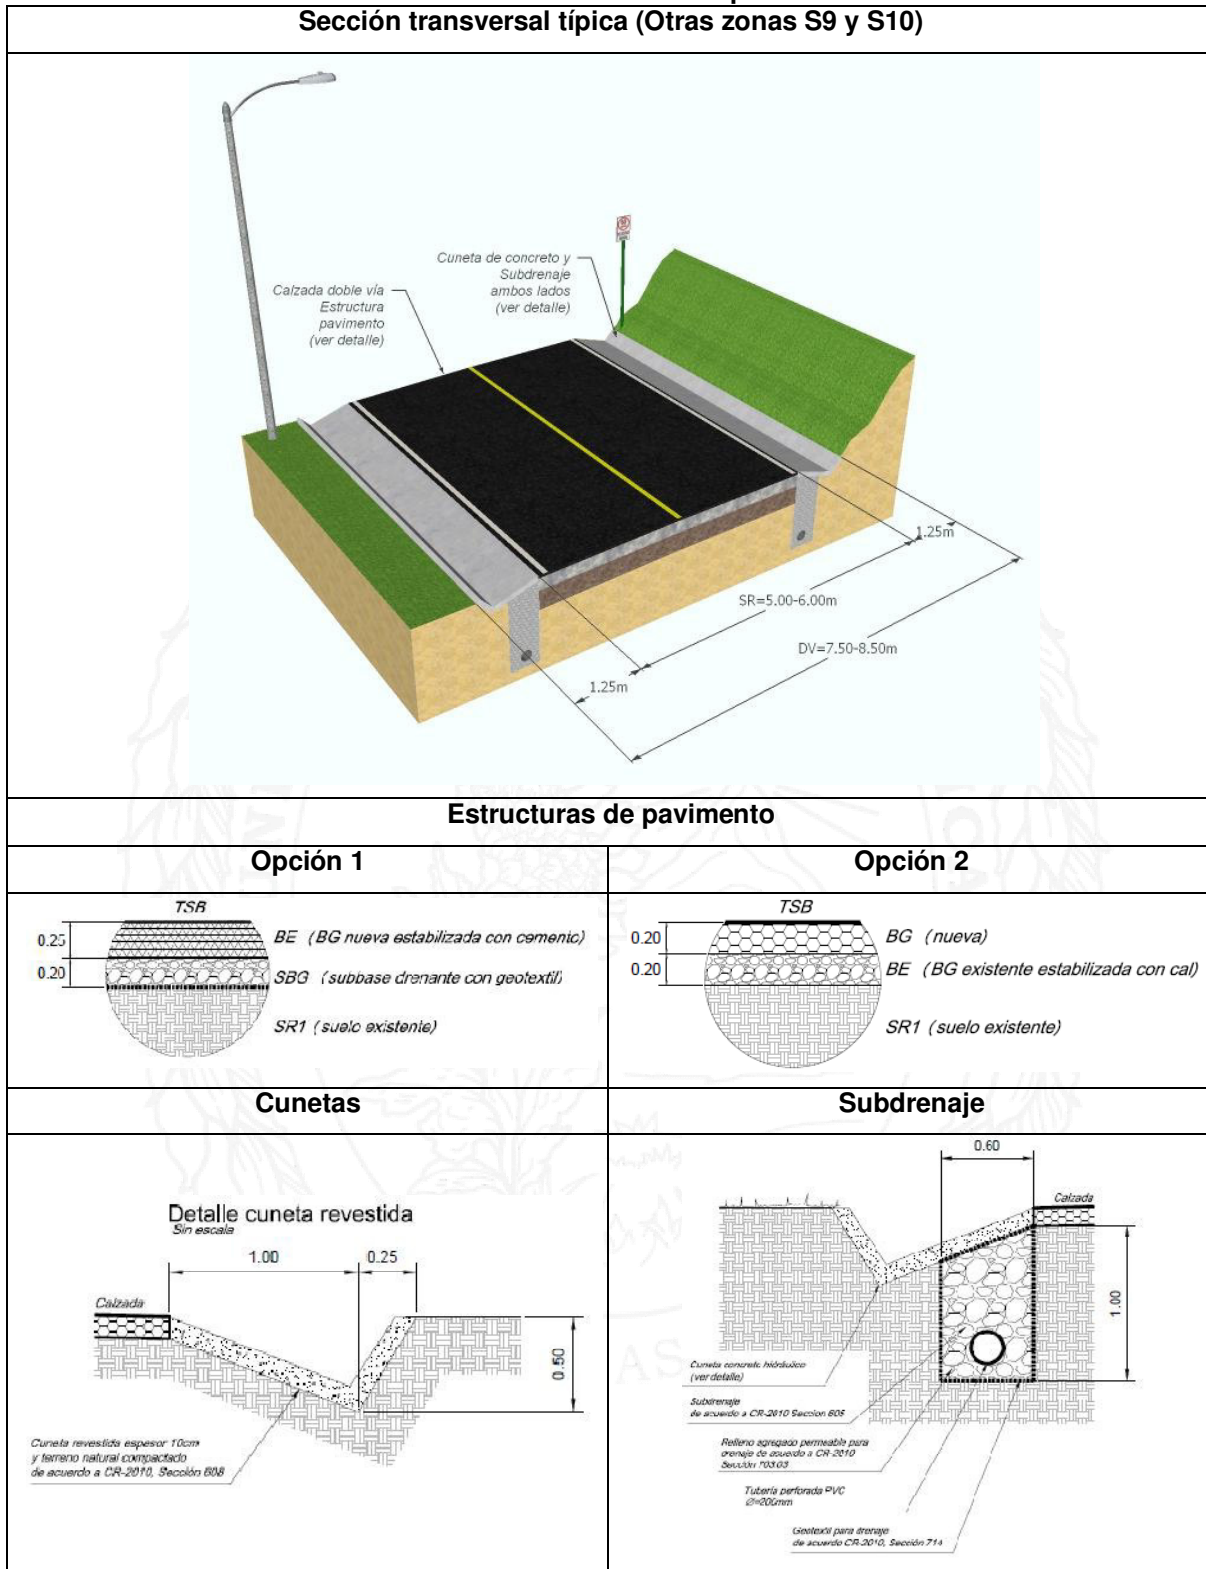 Sección transversal típica (Otras zonas S9 y S10)
Cuneta de concreto y
Subdrenaje
ambos lados
(ver detalle)
Calzada doble vía
Estructura
pavimento
(ver detalle)
1.25m
SR=5.00-6.00m
DV=7.50-8.50m
1.25m
Estructuras de pavimento
Opción 1
Opción 2
TSB
0.25
BE (BG nueva estabilizada con cemento)
0.20
SBG (subbase drenante con geotextil)
SR1 (suelo existente)
TSB
0.20
BG (nueva)
0.20
BE (BG existente estabilizada con cal)
SR1 (suelo existente)
Cunetas
Subdrenaje
Detalle cuneta revestida
Sin escala
1.00
0.25
Calzada
0.50
Cuneta revestida espesor 10cm
y terreno natural compactado
de acuerdo a CR-2010, Sección 608
0.60
Calzada
1.00
Cuneta concreto hidráulico
(ver detalle)
Subdrenaje
de acuerdo a CR-2010 Seccion 605
Relleno agregado permeable para
drenaje de acuerdo a CR-2010
Sección 703.03
Tubería perforada PVC
Ø=200mm
Geotextil para drenaje
de acuerdo CR-2010, Sección 714